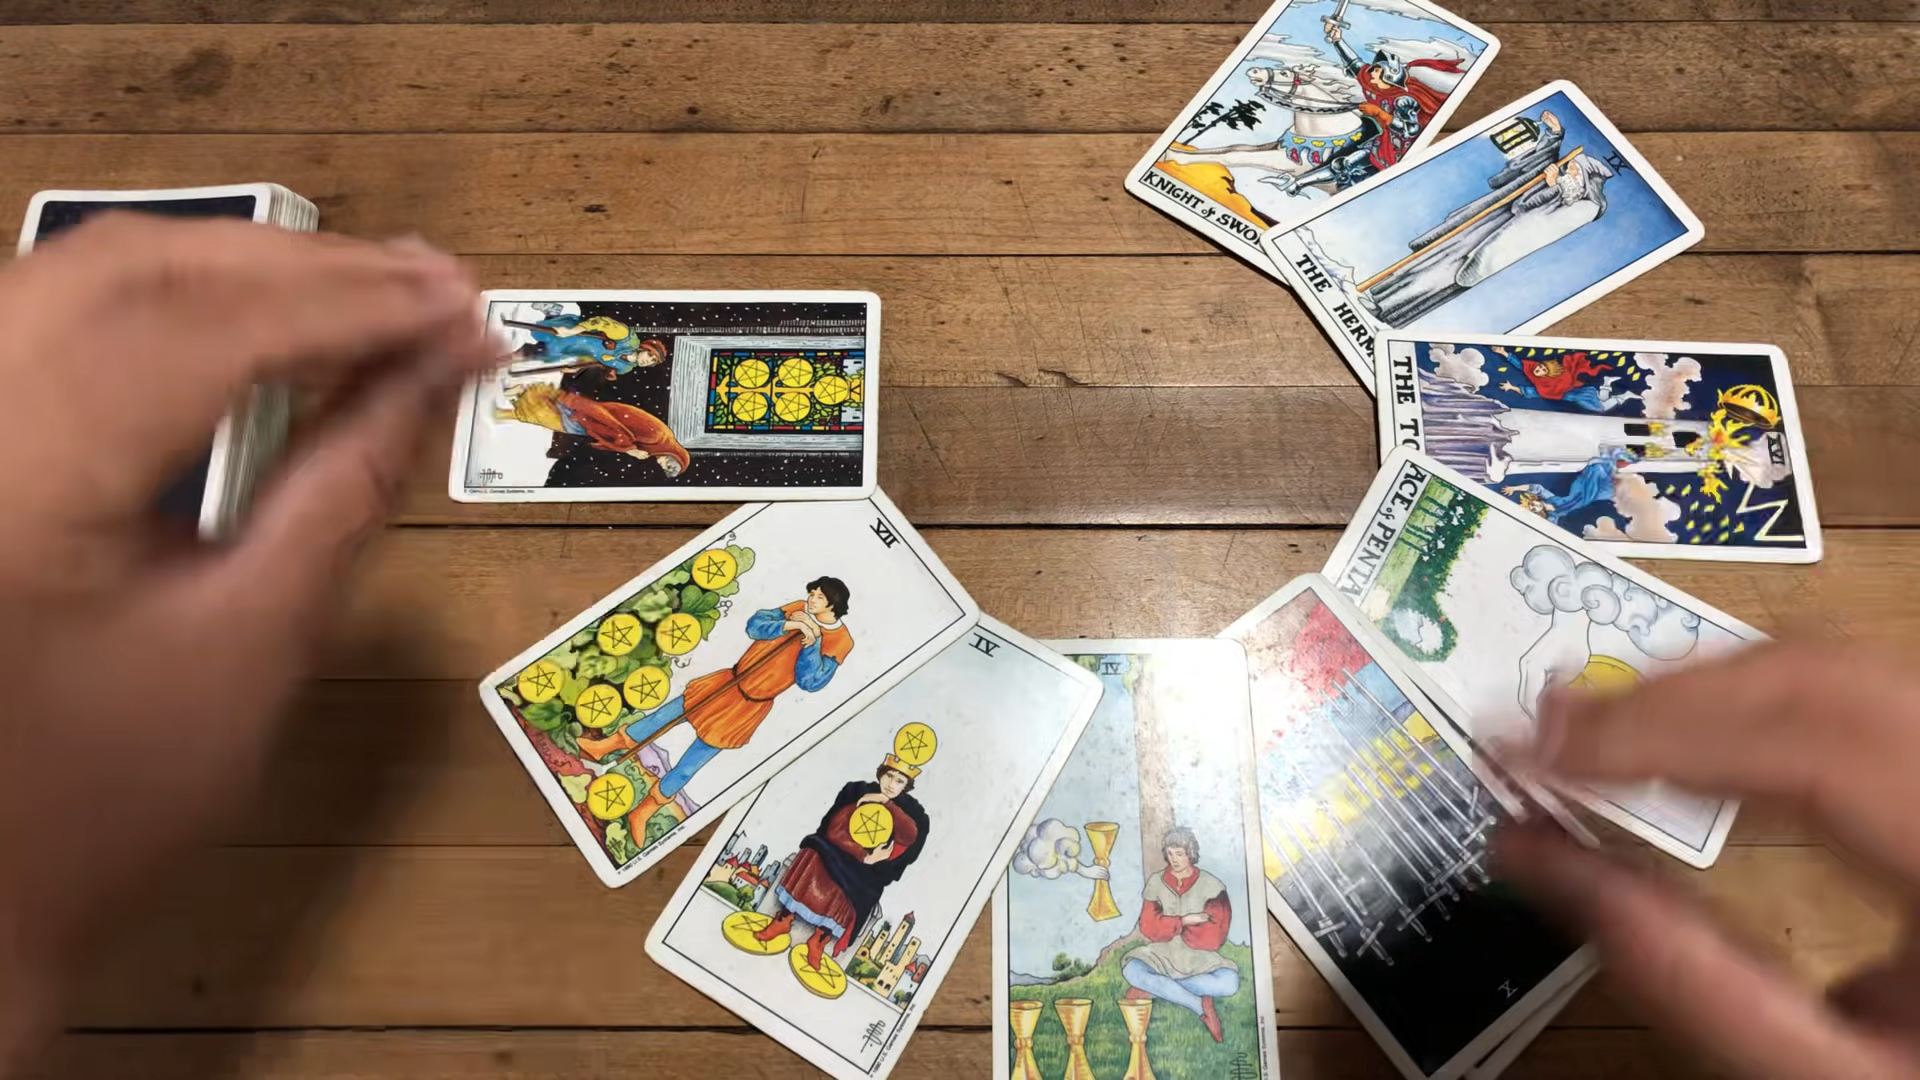 KNIGHT of SWO
IX
THE HERM
THE TO
XVI
ACE of PENTA
VII
IV
IV
X